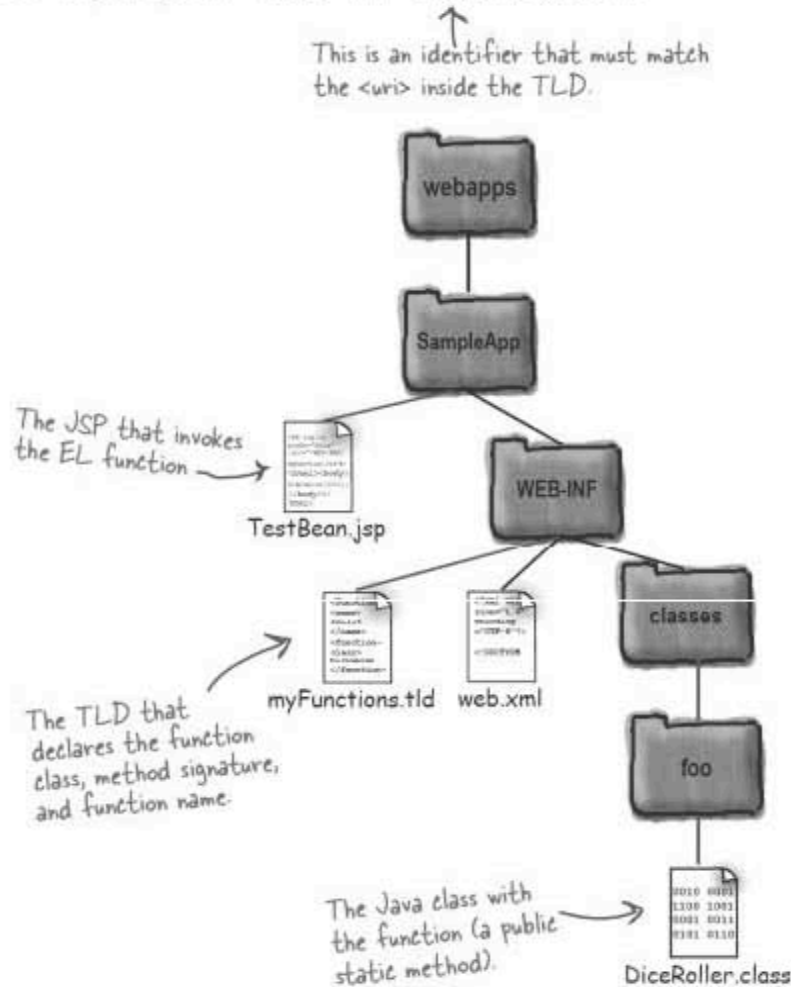 This is an identifier that must match
the <uri> inside the TLD.
webapps
SampleApp
The JSP that invokes
the EL function
TestBean.jsp
WEB-INF
classes
myFunctions.tld
web.xml
The TLD that
declares the function
class, method signature,
and function name.
foo
The Java class with
the function (a public
static method).
DiceRoller.class